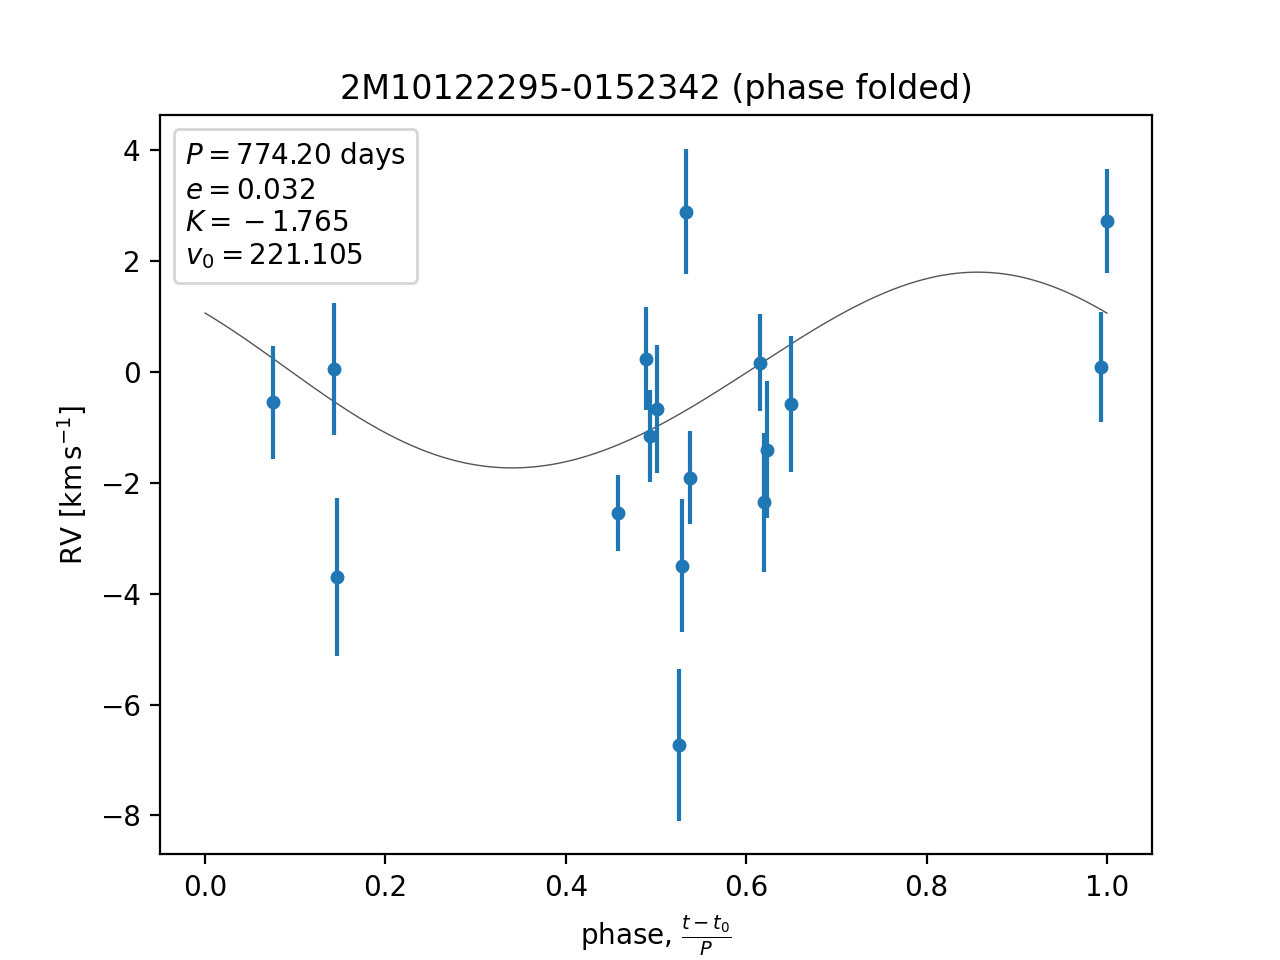 2M10122295-0152342 (phase folded)
P = 774.20 days
e = 0.032
K = −1.765
v₀ = 221.105
4
2
0
−2
−4
−6
−8
RV [km s⁻¹]
0.0 0.2 0.4 0.6 0.8 1.0
phase, (t − t₀)/P